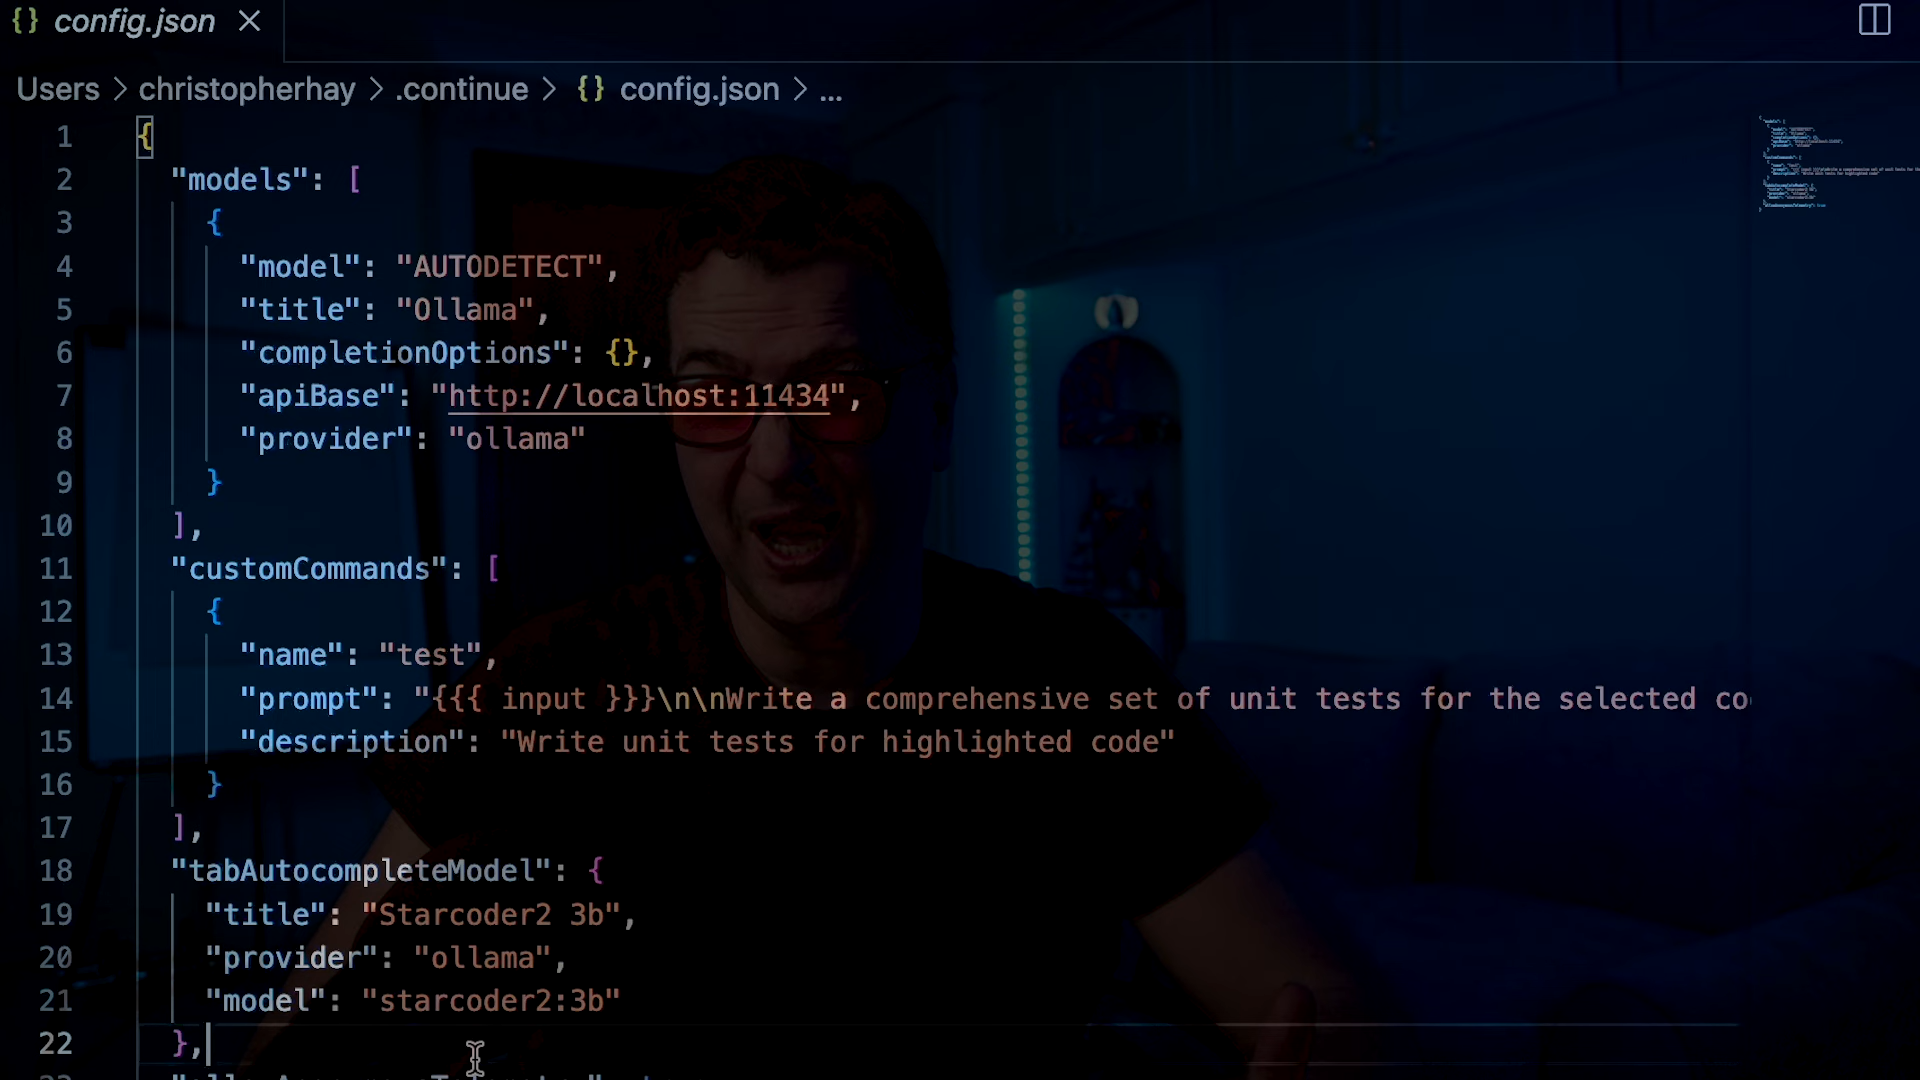 {} config.json ×
Users > christopherhay > .continue > {} config.json > ...
1 {
2 "models": [
3 {
4 "model": "AUTODETECT",
5 "title": "Ollama",
6 "completionOptions": {},
7 "apiBase": "http://localhost:11434",
8 "provider": "ollama"
9 }
10 ],
11 "customCommands": [
12 {
13 "name": "test",
14 "prompt": "{{{ input }}}\n\nWrite a comprehensive set of unit tests for the selected co
15 "description": "Write unit tests for highlighted code"
16 }
17 ],
18 "tabAutocompleteModel": {
19 "title": "Starcoder2 3b",
20 "provider": "ollama",
21 "model": "starcoder2:3b"
22 },